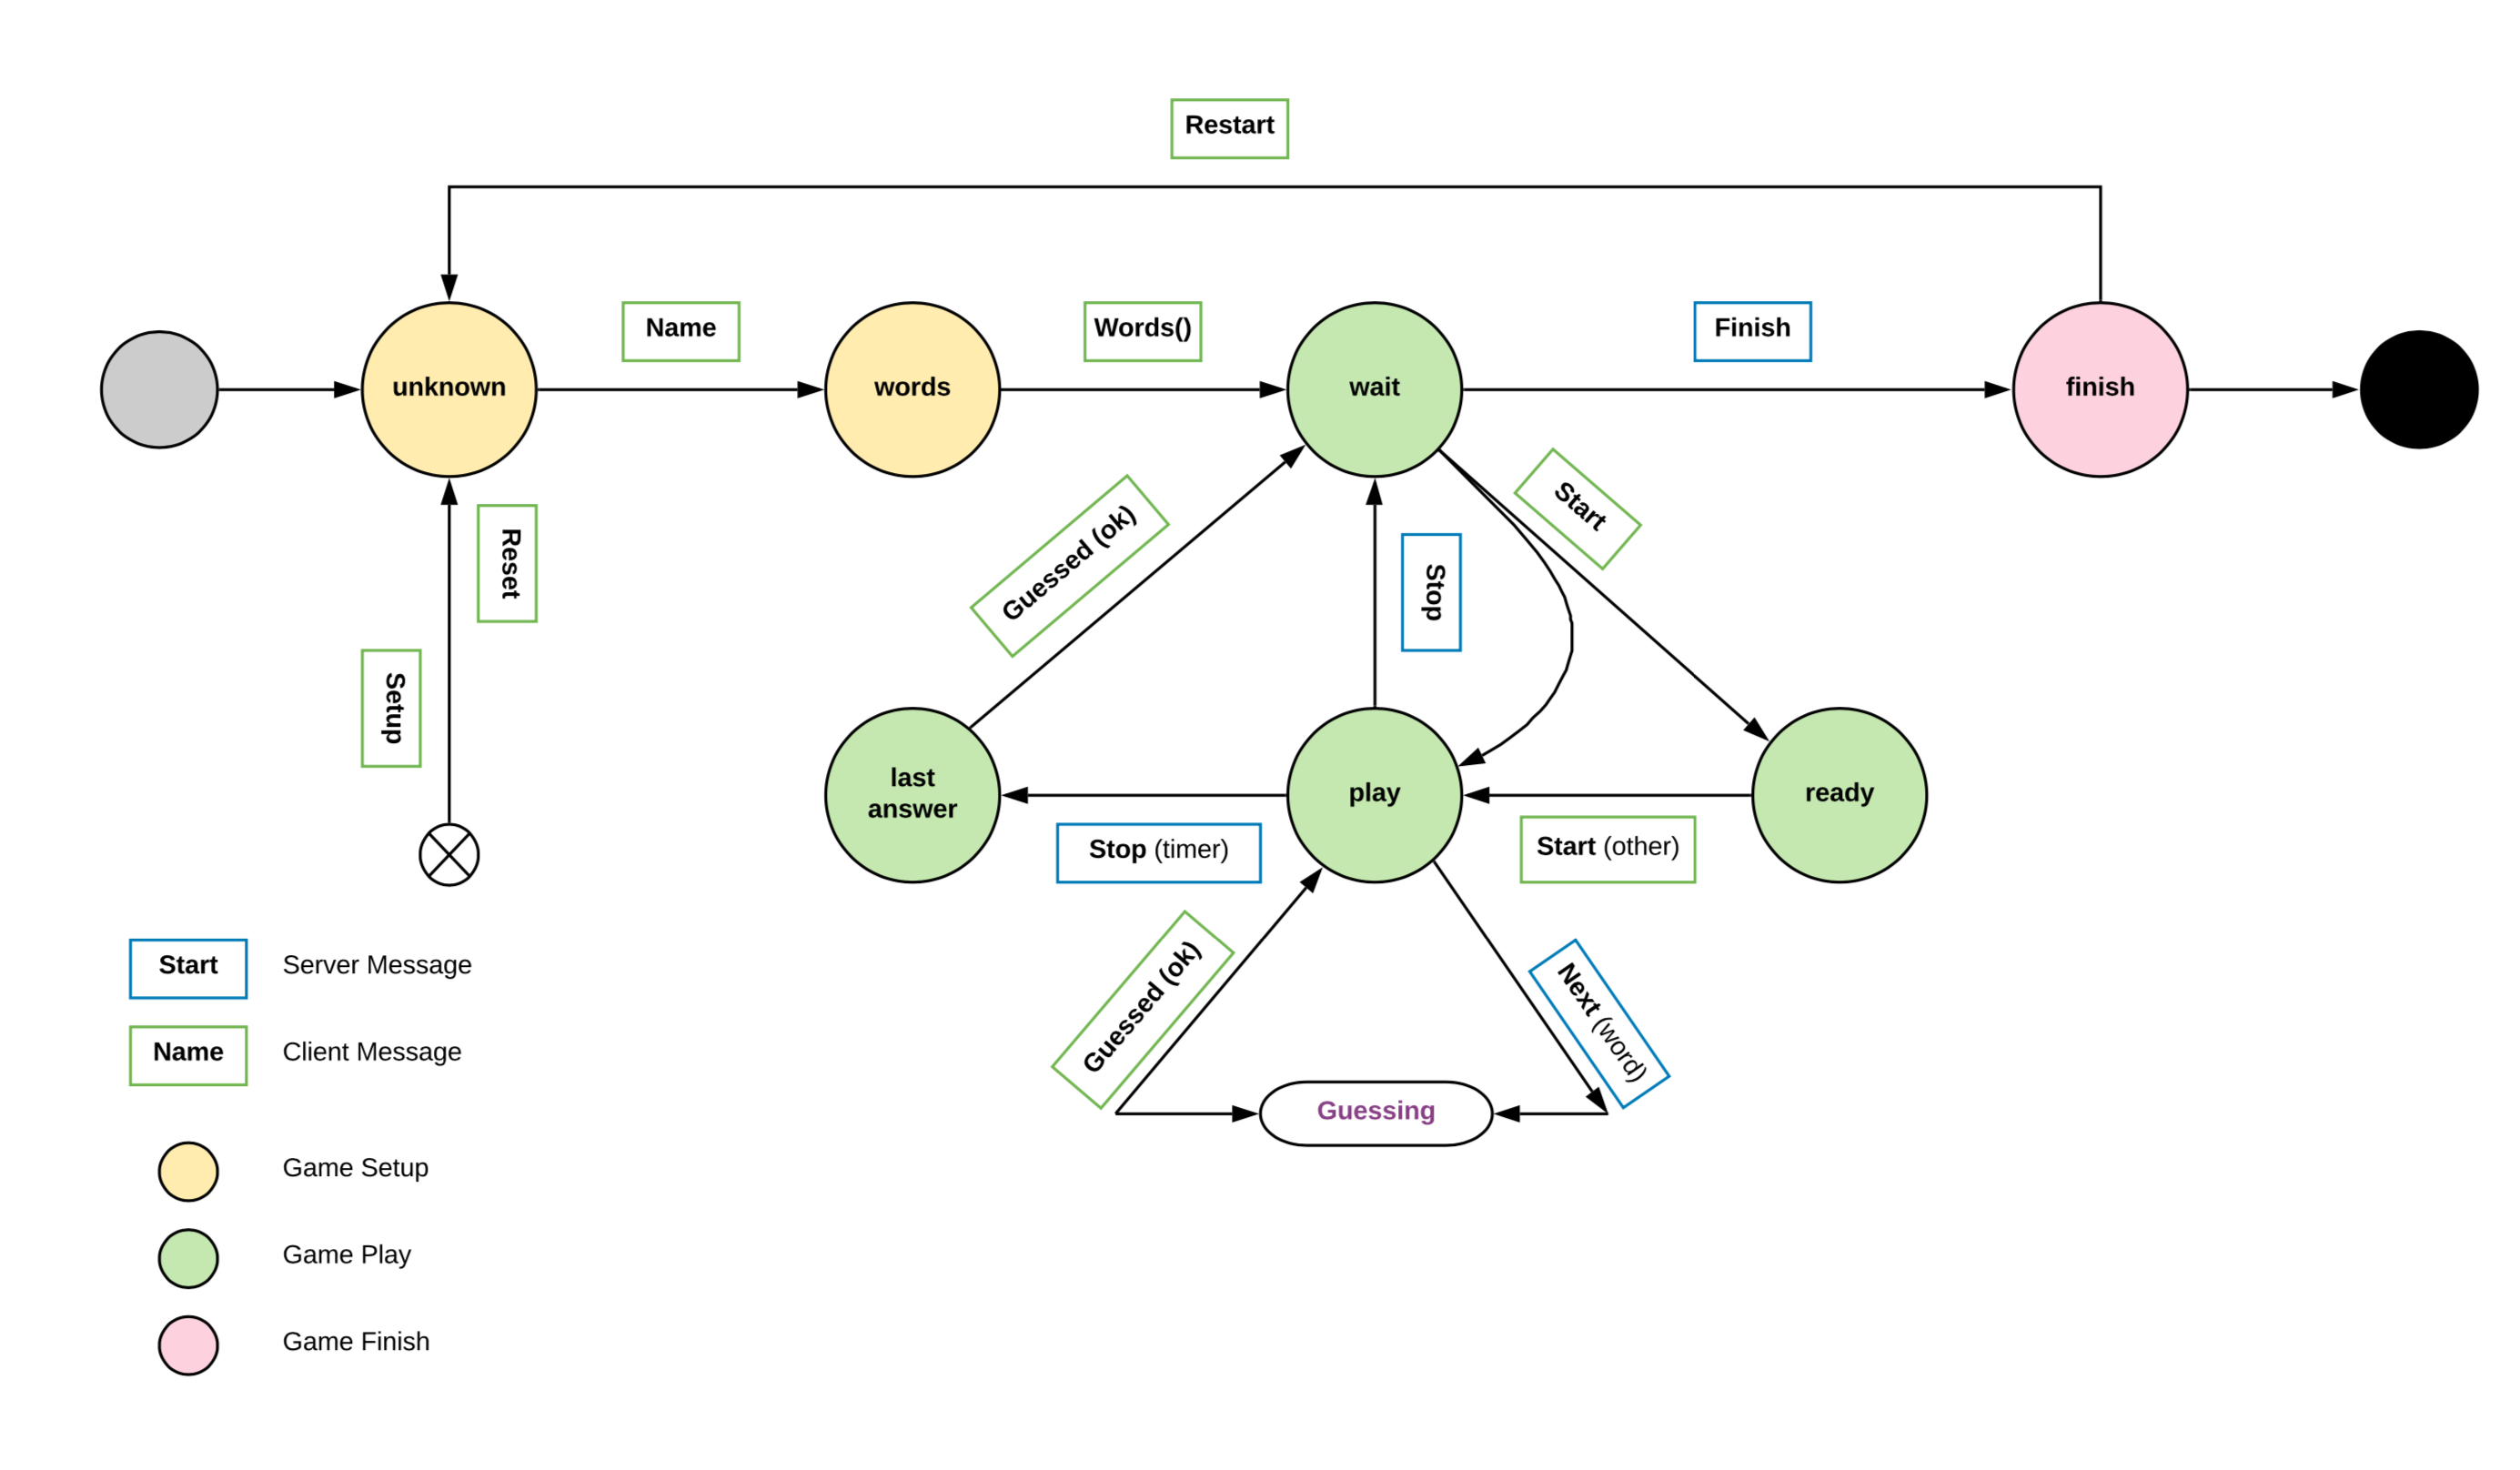 Restart
Name
Words()
Finish
unknown
words
wait
finish
Reset
Guessed (ok)
Stop
Start
Setup
last
answer
play
ready
Stop (timer)
Start (other)
Guessed (ok)
Next (word)
Guessing
Start Server Message
Name Client Message
Game Setup
Game Play
Game Finish